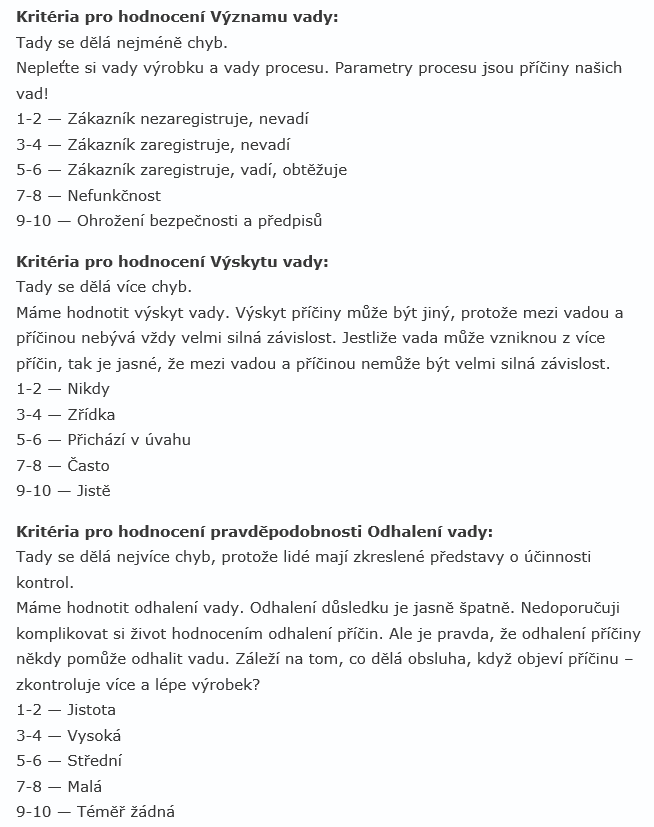 Kritéria pro hodnocení Významu vady:
Tady se dělá nejméně chyb.
Nepleťte si vady výrobku a vady procesu. Parametry procesu jsou příčiny našich
vad!
1-2 — Zákazník nezaregistruje, nevadí
3-4 — Zákazník zaregistruje, nevadí
5-6 — Zákazník zaregistruje, vadí, obtěžuje
7-8 — Nefunkčnost
9-10 — Ohrožení bezpečnosti a předpisů
Kritéria pro hodnocení Výskytu vady:
Tady se dělá více chyb.
Máme hodnotit výskyt vady. Výskyt příčiny může být jiný, protože mezi vadou a
příčinou nebývá vždy velmi silná závislost. Jestliže vada může vzniknou z více
příčin, tak je jasné, že mezi vadou a příčinou nemůže být velmi silná závislost.
1-2 — Nikdy
3-4 — Zřídka
5-6 — Přichází v úvahu
7-8 — Často
9-10 — Jistě
Kritéria pro hodnocení pravděpodobnosti Odhalení vady:
Tady se dělá nejvíce chyb, protože lidé mají zkreslené představy o účinnosti
kontrol.
Máme hodnotit odhalení vady. Odhalení důsledku je jasně špatně. Nedoporučuji
komplikovat si život hodnocením odhalení příčin. Ale je pravda, že odhalení příčiny
někdy pomůže odhalit vadu. Záleží na tom, co dělá obsluha, když objeví příčinu –
zkontroluje více a lépe výrobek?
1-2 — Jistota
3-4 — Vysoká
5-6 — Střední
7-8 — Malá
9-10 — Téměř žádná